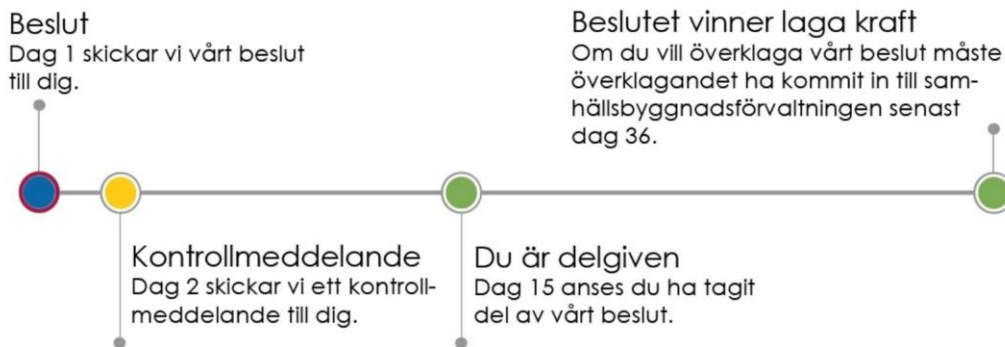 Beslut
Dag 1 skickar vi vårt beslut
till dig.
Beslutet vinner laga kraft
Om du vill överklaga vårt beslut måste
överklagandet ha kommit in till sam-
hällsbyggnadsförvaltningen senast
dag 36.
Kontrollmeddelande
Dag 2 skickar vi ett kontroll-
meddelande till dig.
Du är delgiven
Dag 15 anses du ha tagit
del av vårt beslut.